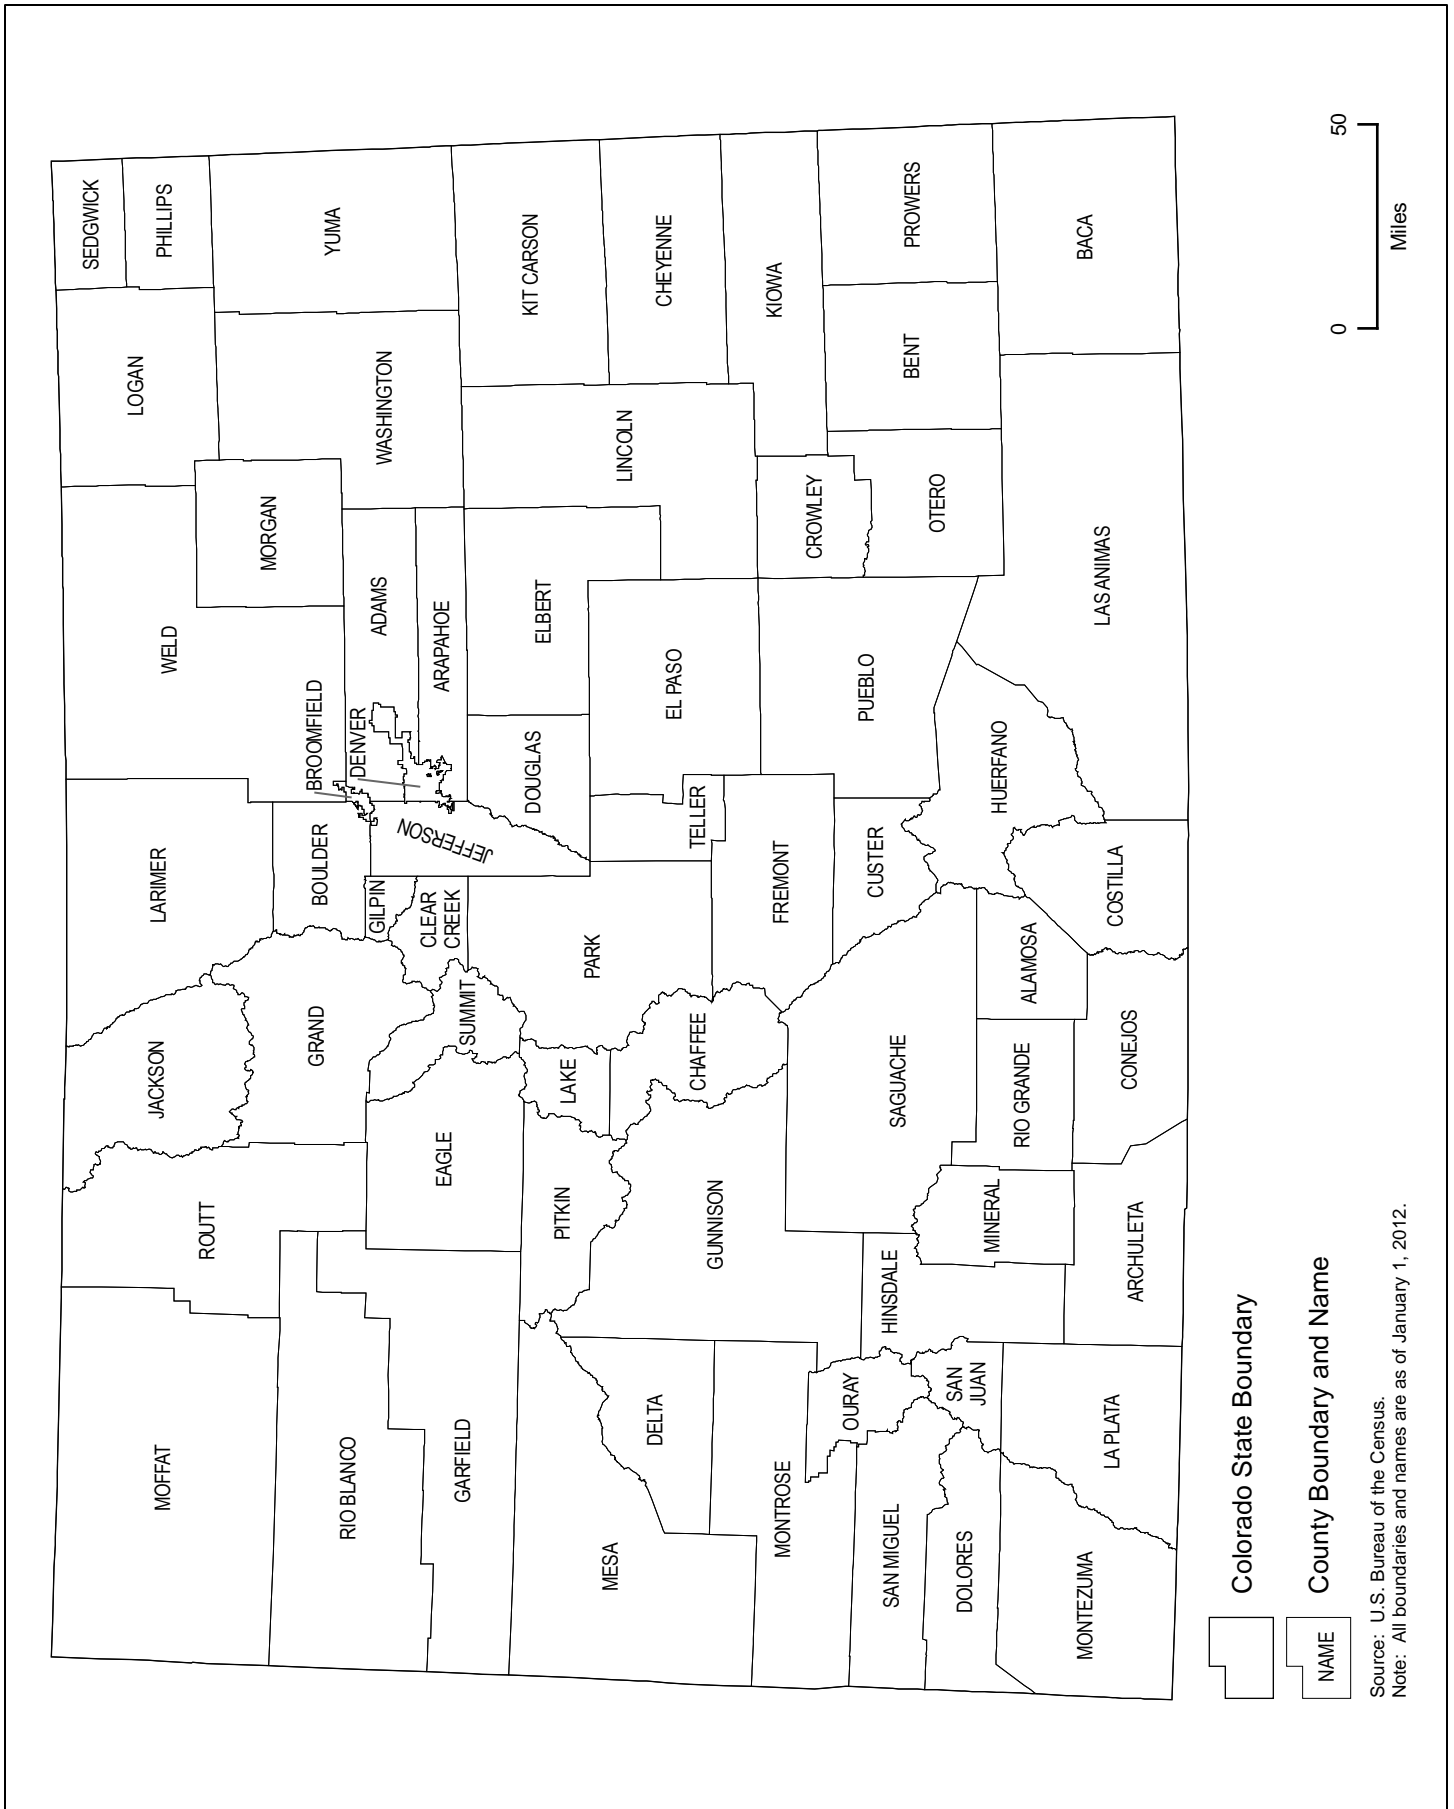 SEDGWICK
LOGAN
PHILLIPS
MOFFAT
ROUTT
JACKSON
LARIMER
WELD
MORGAN
WASHINGTON
YUMA
RIO BLANCO
GRAND
BOULDER
BROOMFIELD
GILPIN
ADAMS
DENVER
ARAPAHOE
CLEAR
CREEK
JEFFERSON
GARFIELD
EAGLE
SUMMIT
DOUGLAS
ELBERT
KIT CARSON
PITKIN
LAKE
PARK
MESA
DELTA
GUNNISON
CHAFFEE
TELLER
EL PASO
LINCOLN
CHEYENNE
KIOWA
MONTROSE
OURAY
FREMONT
PUEBLO
CROWLEY
SAN MIGUEL
HINSDALE
SAGUACHE
CUSTER
OTERO
BENT
PROWERS
DOLORES
SAN
JUAN
MINERAL
RIO GRANDE
ALAMOSA
HUERFANO
MONTEZUMA
LA PLATA
ARCHULETA
CONEJOS
COSTILLA
LAS ANIMAS
BACA
Colorado State Boundary
NAME
County Boundary and Name
0
50
Miles
Source: U.S. Bureau of the Census.
Note: All boundaries and names are as of January 1, 2012.